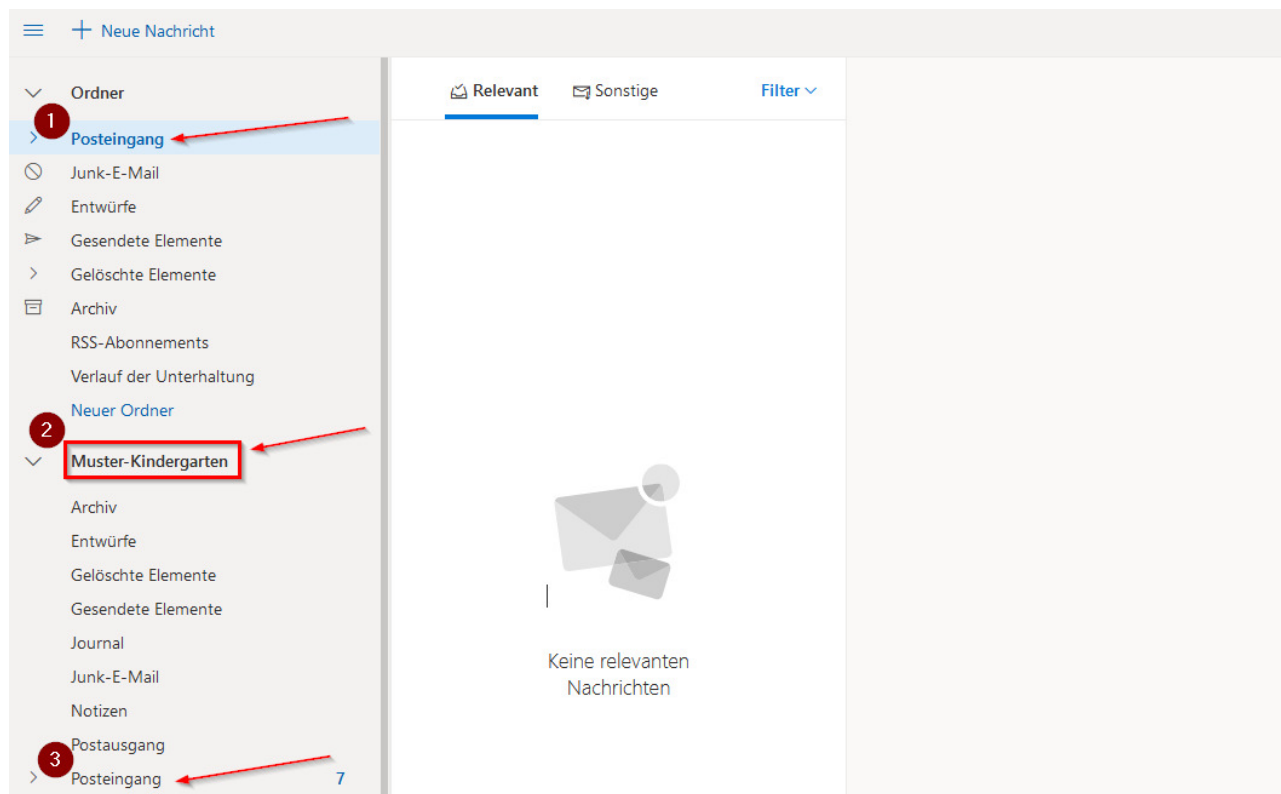 Neue Nachricht
Ordner
1
Posteingang
Junk-E-Mail
Entwürfe
Gesendete Elemente
Gelöschte Elemente
Archiv
RSS-Abonnements
Verlauf der Unterhaltung
Neuer Ordner
2
Muster-Kindergarten
Archiv
Entwürfe
Gelöschte Elemente
Gesendete Elemente
Journal
Junk-E-Mail
Notizen
Postausgang
3
Posteingang 7
Relevant Sonstige Filter
Keine relevanten
Nachrichten